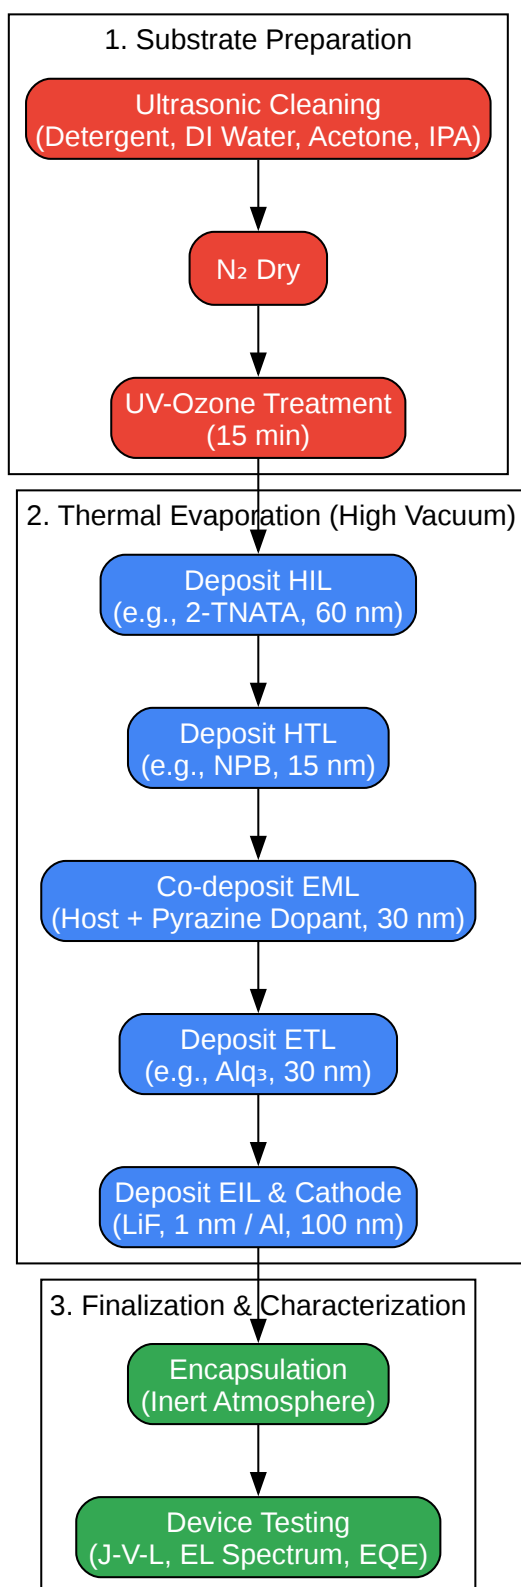 1. Substrate Preparation
Ultrasonic Cleaning
(Detergent, DI Water, Acetone, IPA)
N₂ Dry
UV-Ozone Treatment
(15 min)
2. Thermal Evaporation (High Vacuum)
Deposit HIL
(e.g., 2-TNATA, 60 nm)
Deposit HTL
(e.g., NPB, 15 nm)
Co-deposit EML
(Host + Pyrazine Dopant, 30 nm)
Deposit ETL
(e.g., Alq₃, 30 nm)
Deposit EIL & Cathode
(LiF, 1 nm / Al, 100 nm)
3. Finalization & Characterization
Encapsulation
(Inert Atmosphere)
Device Testing
(J-V-L, EL Spectrum, EQE)